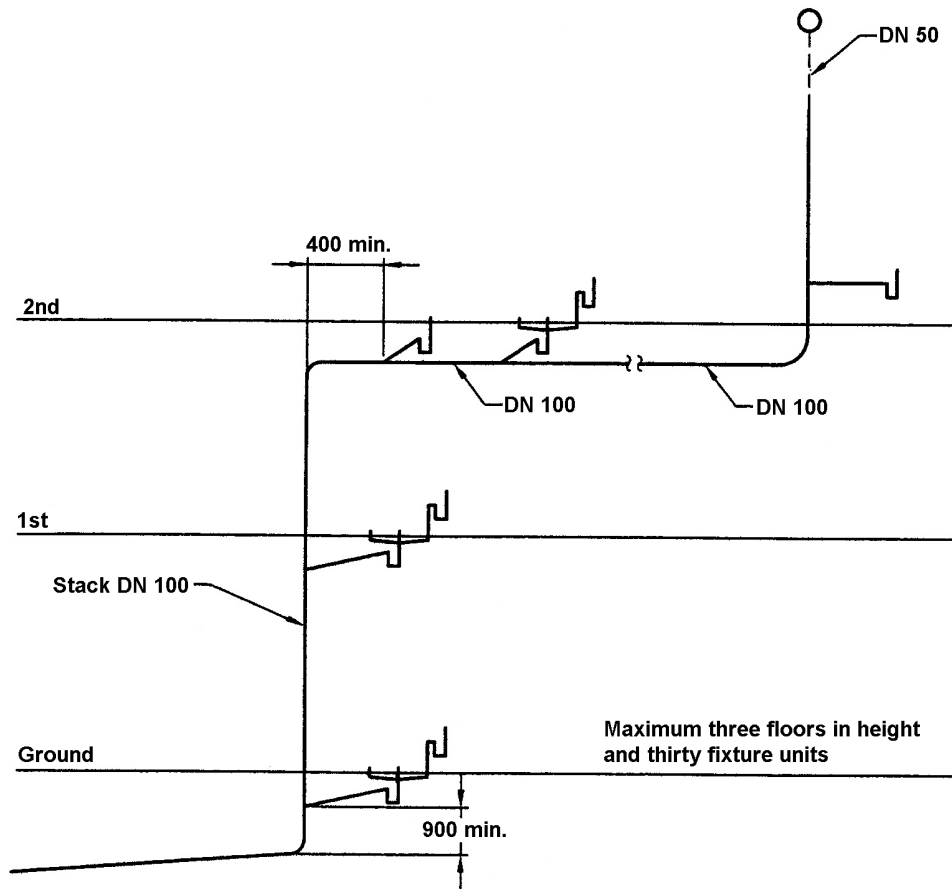 DN 50
400 min.
2nd
DN 100
DN 100
1st
Stack DN 100
Ground
Maximum three floors in height
and thirty fixture units
900 min.